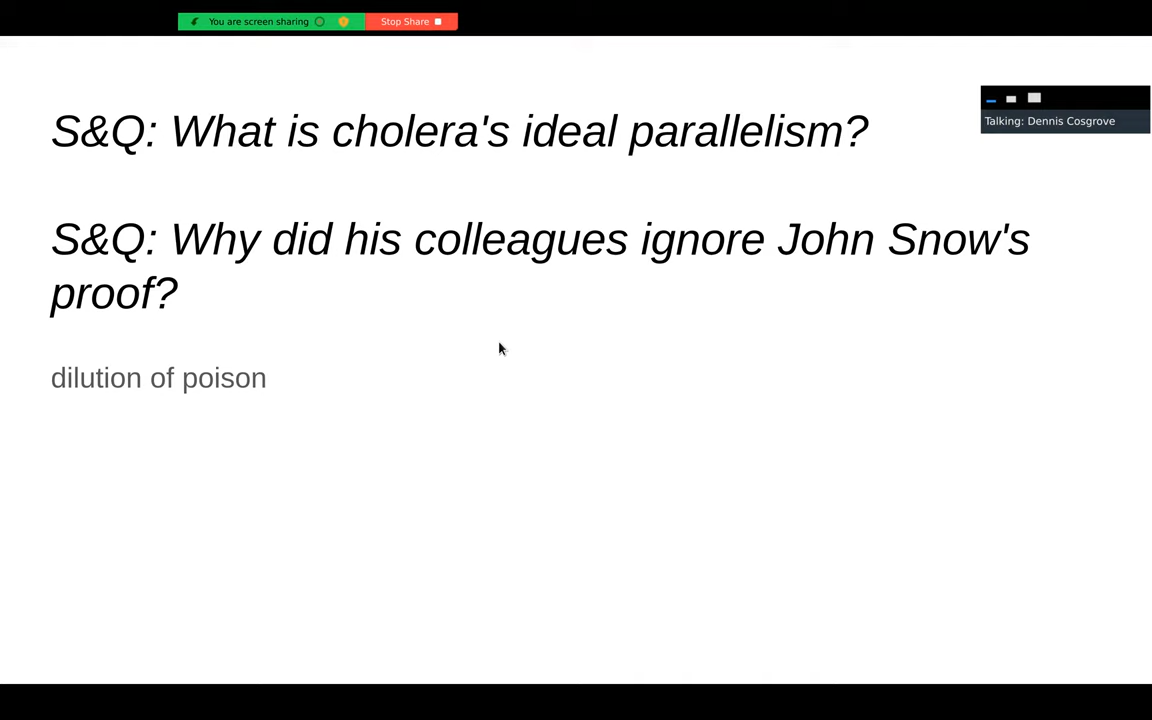 You are screen sharing
Stop Share
Talking: Dennis Cosgrove
S&Q: What is cholera's ideal parallelism?
S&Q: Why did his colleagues ignore John Snow's
proof?
dilution of poison